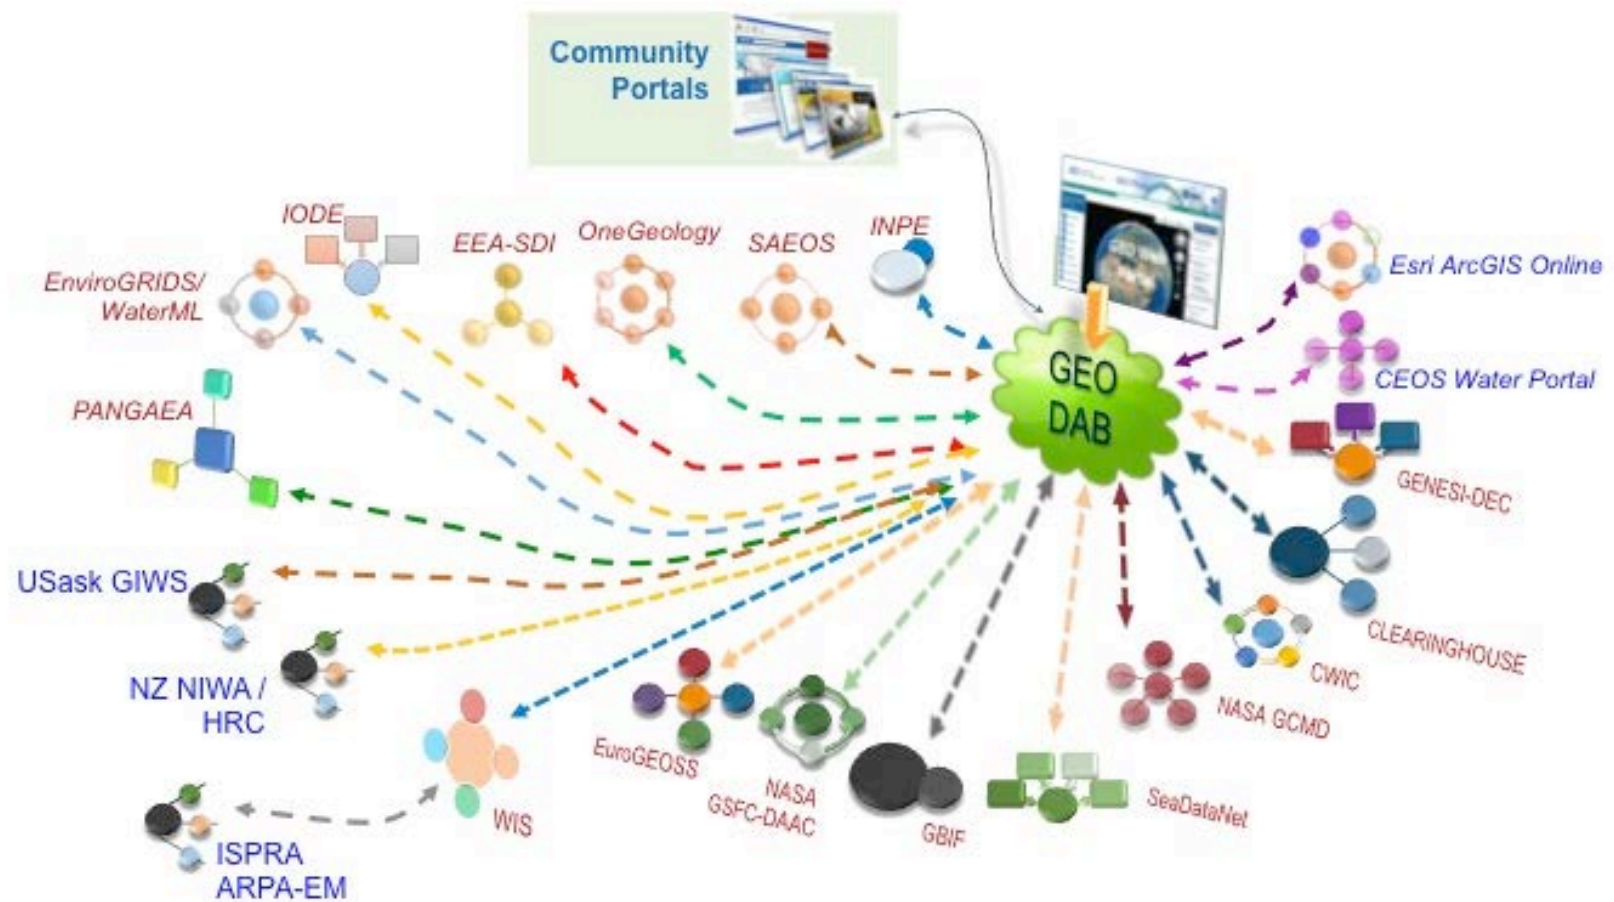 Community
Portals
IODE
EEA-SDI
OneGeology
SAEOS
INPE
Esri ArcGIS Online
EnviroGRIDS/
WaterML
GEO
DAB
CEOS Water Portal
PANGAEA
GENESI-DEC
USask GIWS
CLEARINGHOUSE
CWIC
NZ NIWA /
HRC
NASA GCMD
EuroGEOSS
NASA
GSFC-DAAC
GBIF
SeaDataNet
WIS
ISPRA
ARPA-EM